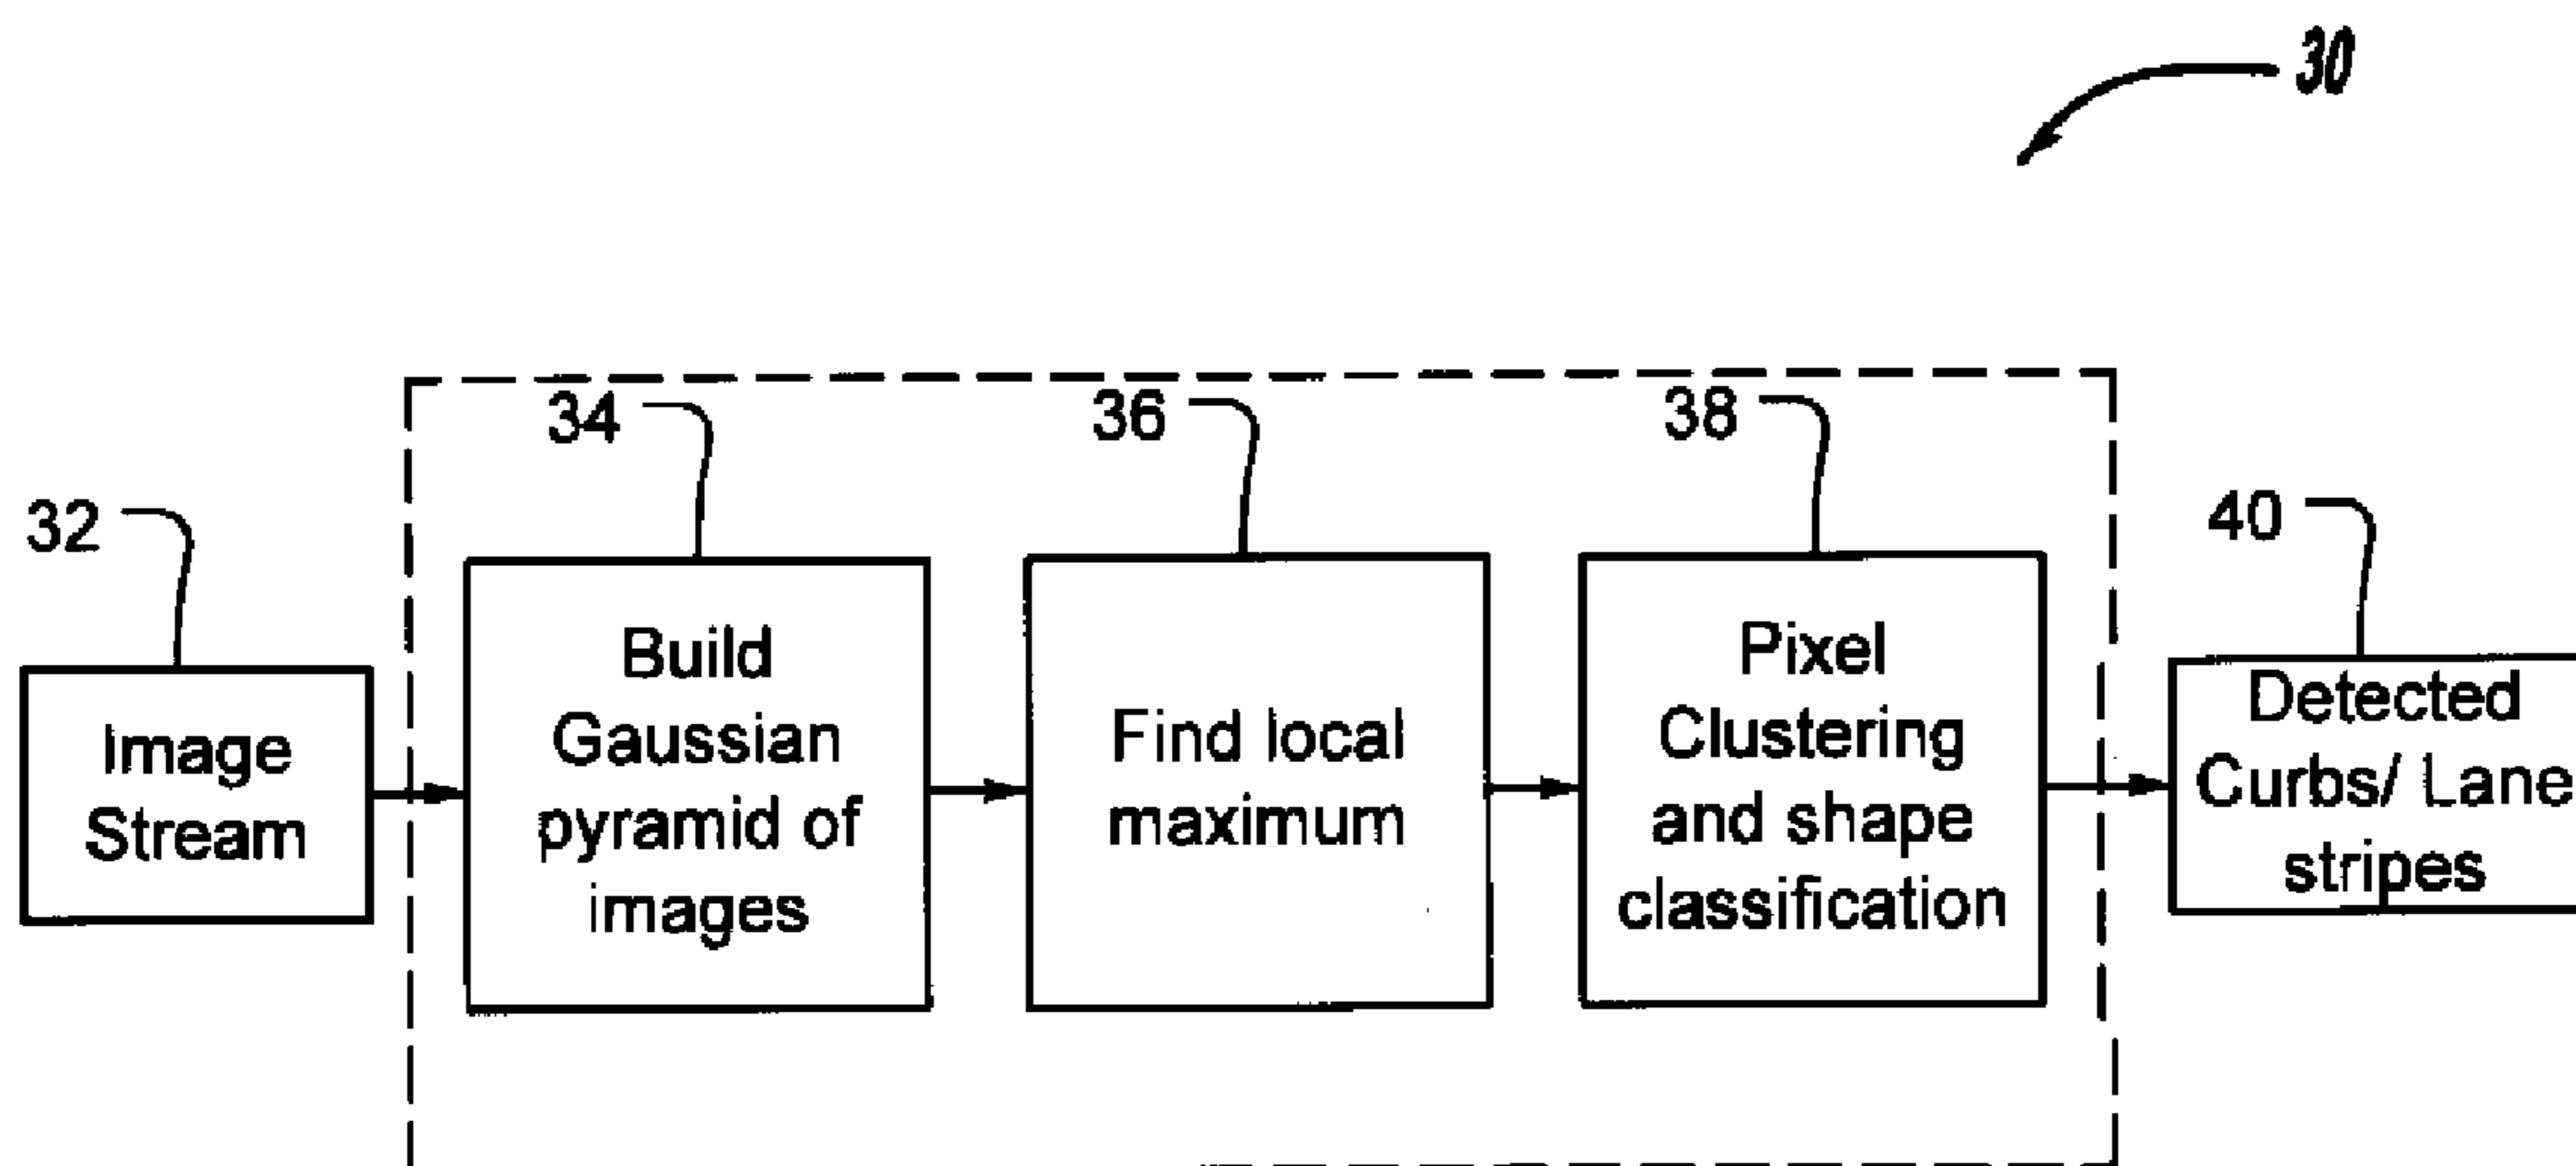 30
34
36
38
32
40
Image
Stream
Build
Gaussian
pyramid of
images
Find local
maximum
Pixel
Clustering
and shape
classification
Detected
Curbs/ Lane
stripes